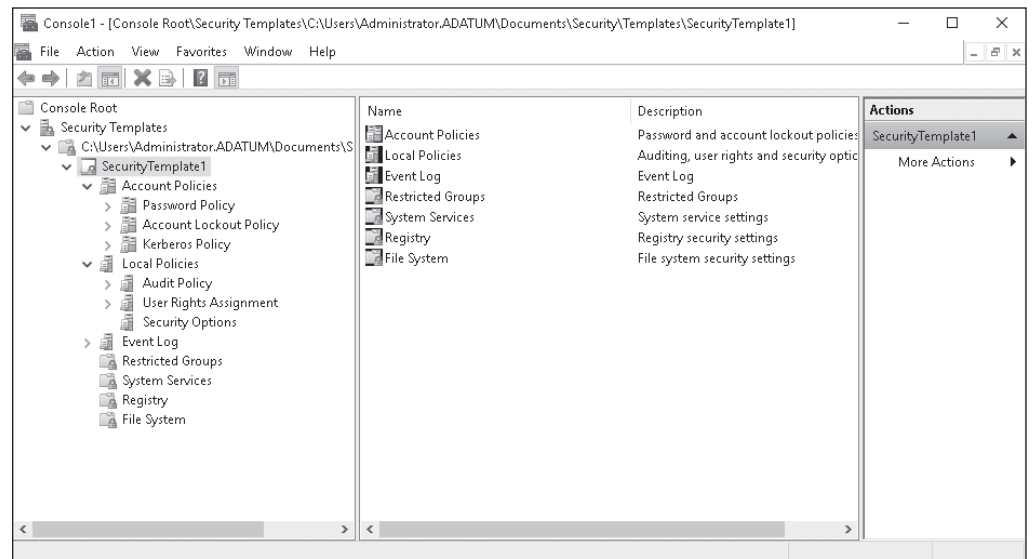 Console1 - [Console Root\Security Templates\C:\Users\Administrator.ADATUM\Documents\Security\Templates\SecurityTemplate1]
File Action View Favorites Window Help
Console Root
Security Templates
C:\Users\Administrator.ADATUM\Documents\S
SecurityTemplate1
Account Policies
Password Policy
Account Lockout Policy
Kerberos Policy
Local Policies
Audit Policy
User Rights Assignment
Security Options
Event Log
Restricted Groups
System Services
Registry
File System
Name Description
Account Policies Password and account lockout policies
Local Policies Auditing, user rights and security optic
Event Log Event Log
Restricted Groups Restricted Groups
System Services System service settings
Registry Registry security settings
File System File system security settings
Actions
SecurityTemplate1
More Actions